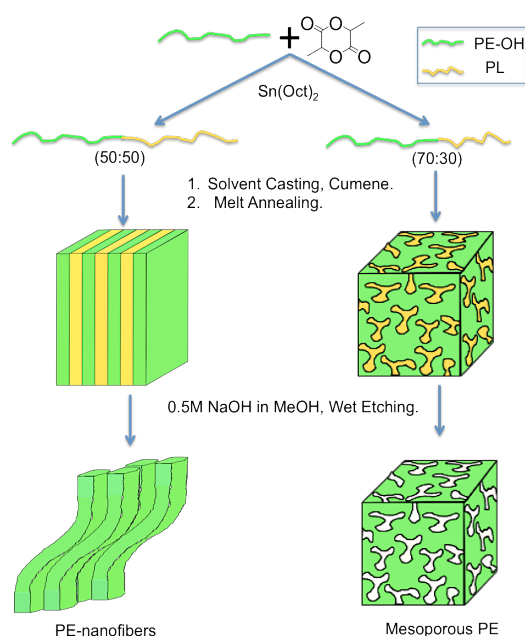 PE-OH
PL
O
O
O
O
Sn(Oct)2
(50:50)
(70:30)
1. Solvent Casting, Cumene.
2. Melt Annealing.
0.5M NaOH in MeOH, Wet Etching.
PE-nanofibers
Mesoporous PE